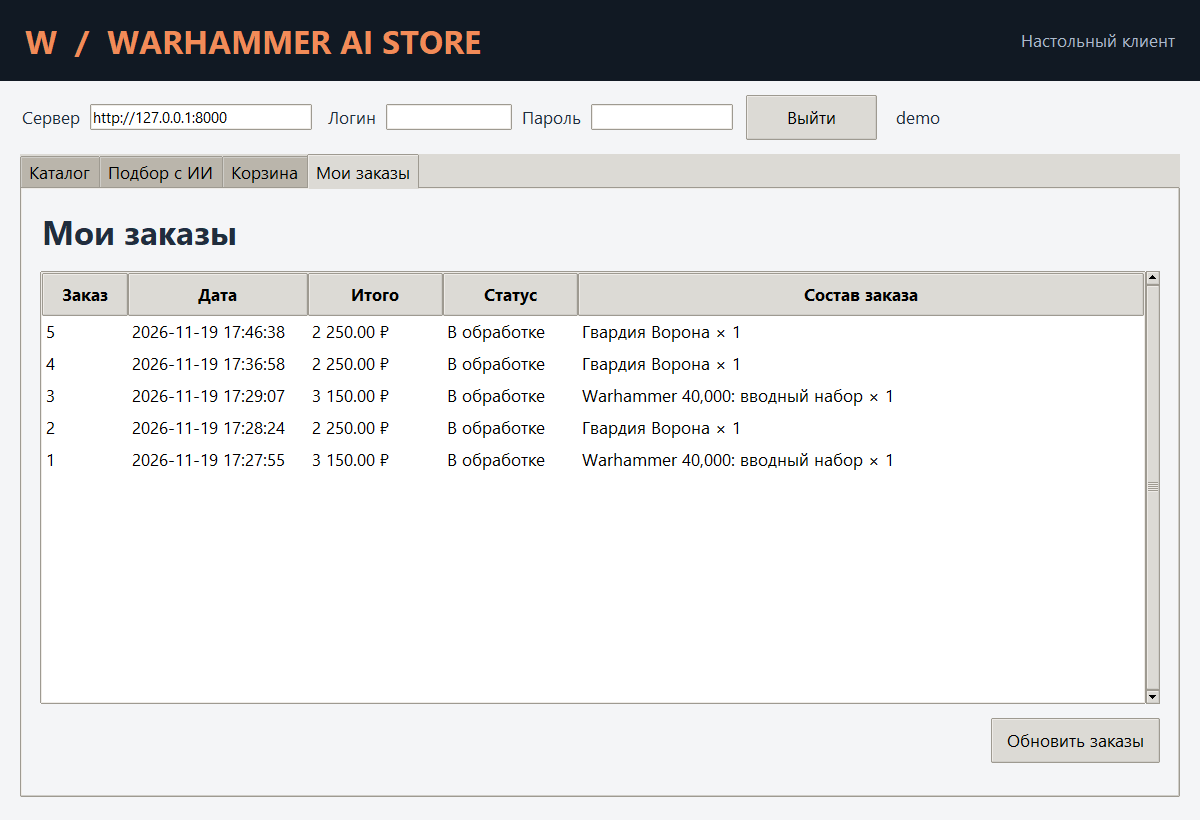 W / WARHAMMER AI STORE
Настольный клиент
Сервер http://127.0.0.1:8000 Логин Пароль Выйти demo
Каталог Подбор с ИИ Корзина Мои заказы
Мои заказы
Заказ Дата Итого Статус Состав заказа
5 2026-11-19 17:46:38 2 250.00 ₽ В обработке Гвардия Ворона × 1
4 2026-11-19 17:36:58 2 250.00 ₽ В обработке Гвардия Ворона × 1
3 2026-11-19 17:29:07 3 150.00 ₽ В обработке Warhammer 40,000: вводный набор × 1
2 2026-11-19 17:28:24 2 250.00 ₽ В обработке Гвардия Ворона × 1
1 2026-11-19 17:27:55 3 150.00 ₽ В обработке Warhammer 40,000: вводный набор × 1
Обновить заказы